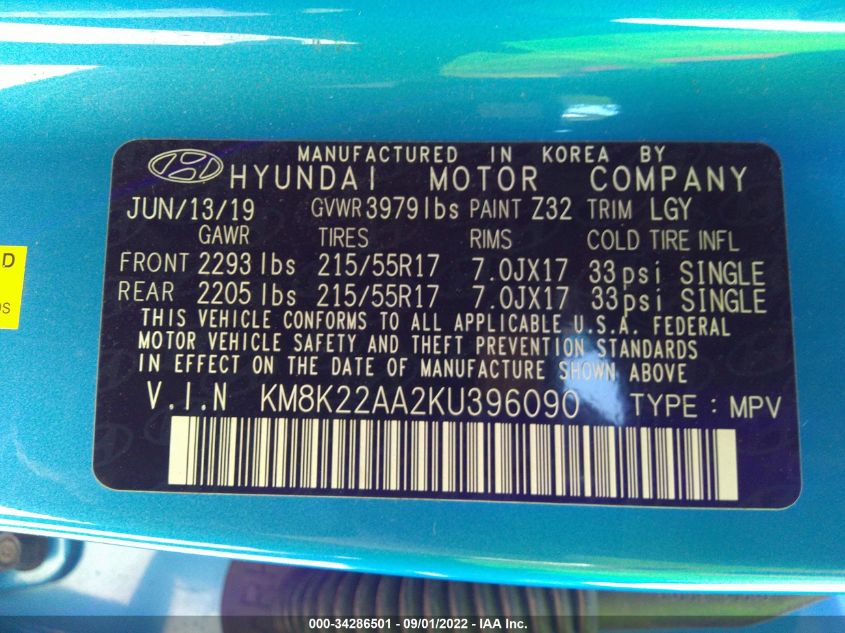 MANUFACTURED IN KOREA BY
HYUNDAI MOTOR COMPANY
JUN/13/19 GVWR 3979lbs PAINT Z32 TRIM LGY
GAWR TIRES RIMS COLD TIRE INFL
FRONT 2293 lbs 215/55R17 7.0JX17 33psi SINGLE
REAR 2205 lbs 215/55R17 7.0JX17 33psi SINGLE
THIS VEHICLE CONFORMS TO ALL APPLICABLE U.S.A. FEDERAL
MOTOR VEHICLE SAFETY AND THEFT PREVENTION STANDARDS
IN EFFECT ON THE DATE OF MANUFACTURE SHOWN ABOVE
V.I.N KM8K22AA2KU396090 TYPE : MPV
D
000-34286501 - 09/01/2022 - IAA Inc.